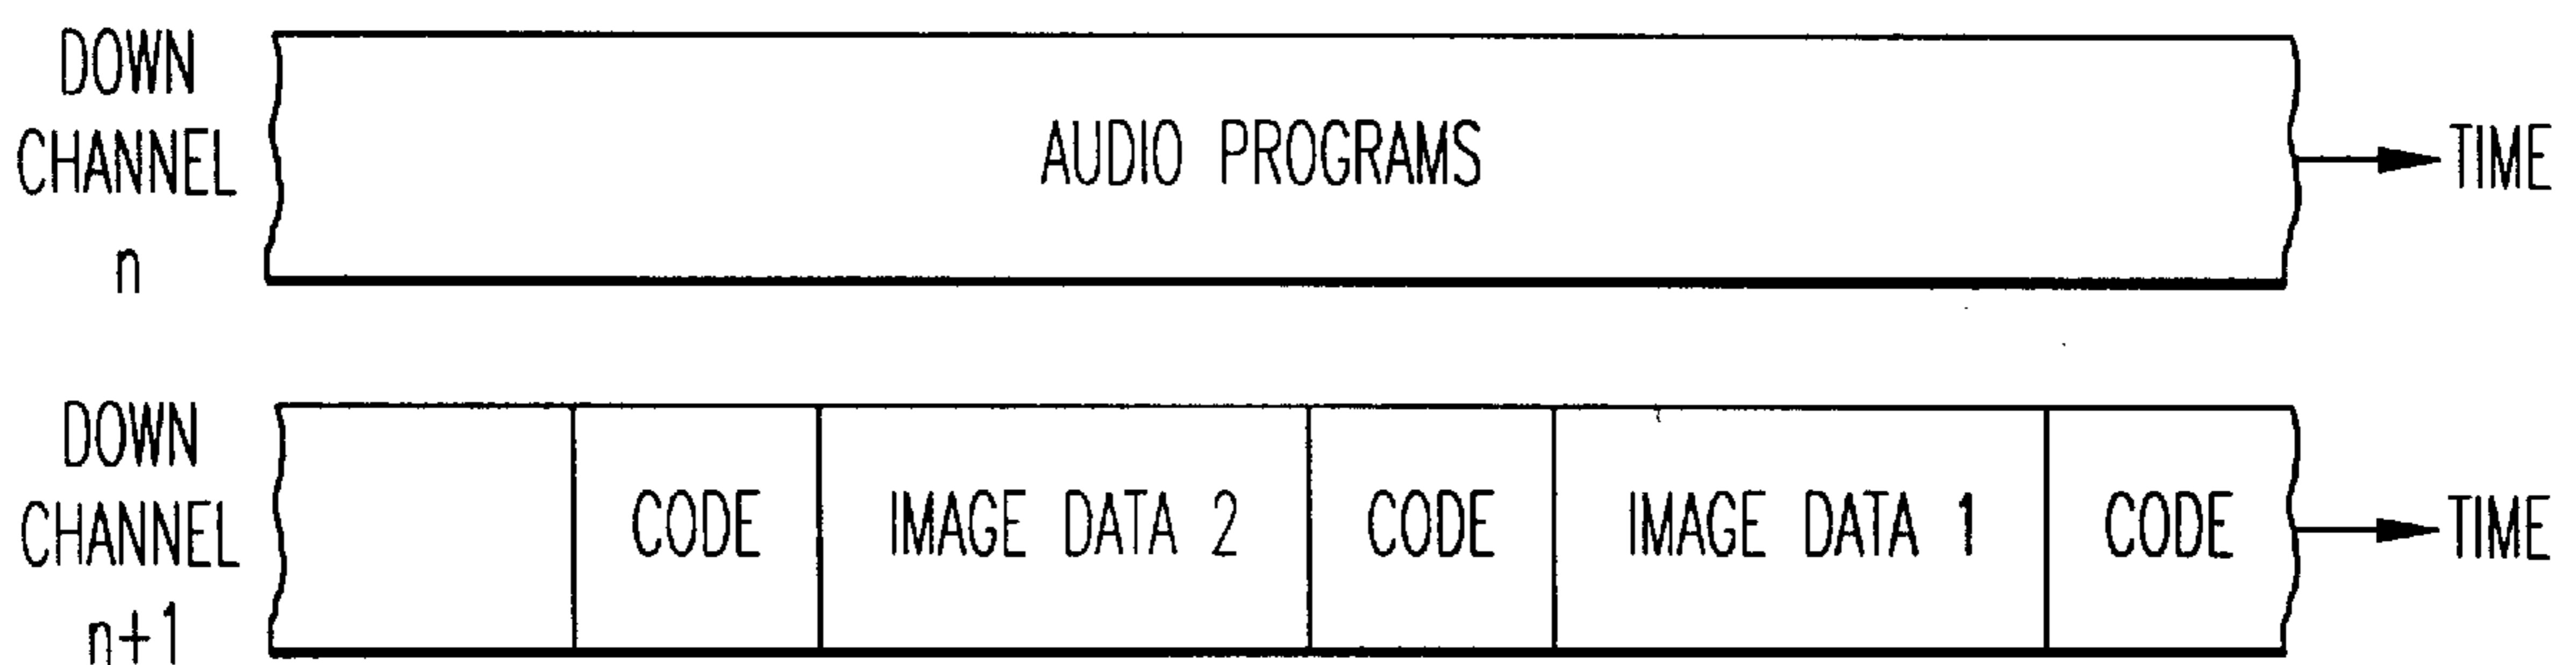 DOWN
CHANNEL
n
AUDIO PROGRAMS
TIME
DOWN
CHANNEL
n+1
CODE
IMAGE DATA 2
CODE
IMAGE DATA 1
CODE
TIME